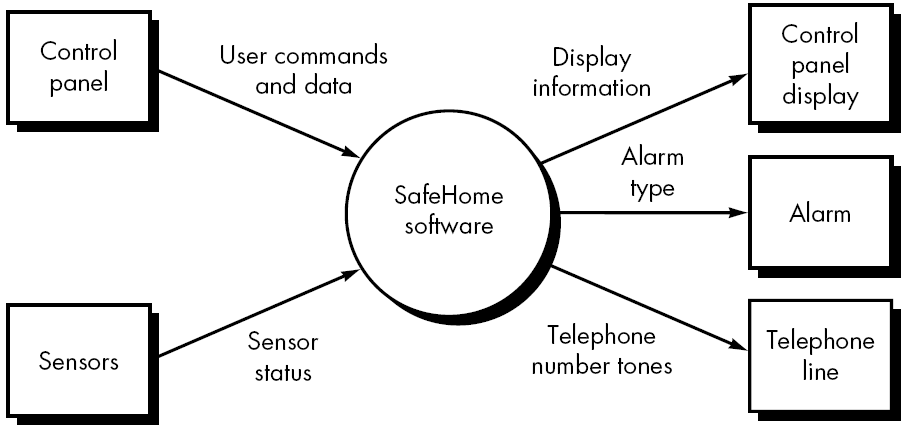 Control
panel
User commands
and data
Display
information
Control
panel
display
SafeHome
software
Alarm
type
Alarm
Sensors
Sensor
status
Telephone
number tones
Telephone
line